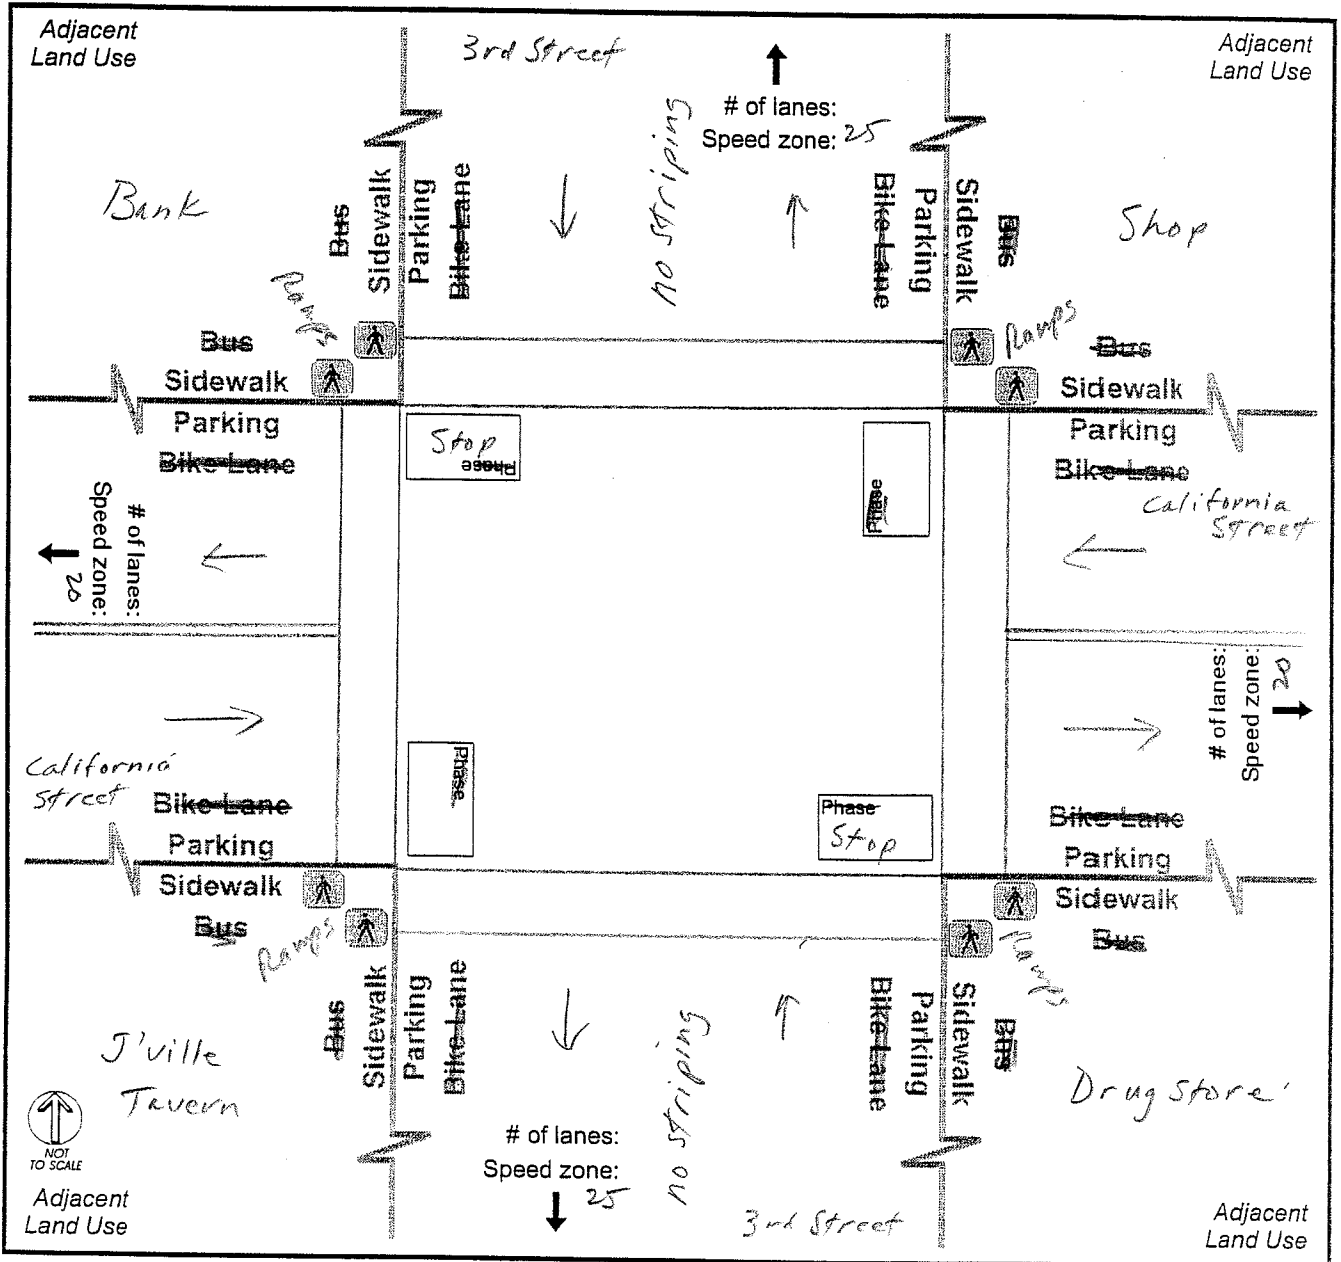 Adjacent
Land Use
3rd Street
Adjacent
Land Use
# of lanes:
Speed zone: 25
no striping
Bank
Bus
Sidewalk
Parking
Bike Lane
Bike Lane
Parking
Sidewalk
Bus
Shop
Ramps
Ramps
Bus
Sidewalk
Parking
Bike Lane
Bus
Sidewalk
Parking
Bike Lane
Stop
Phase
Phase
California
Street
# of lanes:
Speed zone:
20
# of lanes:
Speed zone:
20
California
Street
Bike Lane
Parking
Sidewalk
Bus
Phase
Phase
Stop
Bike Lane
Parking
Sidewalk
Bus
Ramps
Ramps
J'ville
Tavern
Bus
Sidewalk
Parking
Bike Lane
no striping
Bike Lane
Parking
Sidewalk
Bus
Drug Store
NOT
TO SCALE
# of lanes:
Speed zone:
25
3rd Street
Adjacent
Land Use
Adjacent
Land Use